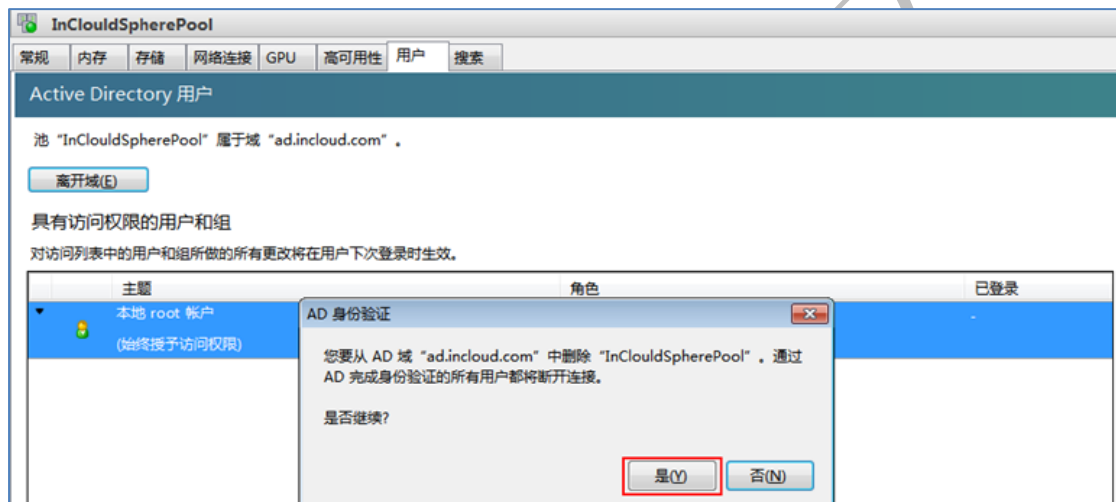 InClouldSpherePool
常规 内存 存储 网络连接 GPU 高可用性 用户 搜索
Active Directory 用户
池 “InClouldSpherePool” 属于域 “ad.incloud.com” 。
离开域(E)
具有访问权限的用户和组
对访问列表中的用户和组所做的所有更改将在用户下次登录时生效。
主题 角色 已登录
本地 root 帐户 -
(始终授予访问权限)
AD 身份验证
您要从 AD 域 “ad.incloud.com” 中删除 “InClouldSpherePool” 。通过
AD 完成身份验证的所有用户都将断开连接。
是否继续?
是(Y) 否(N)